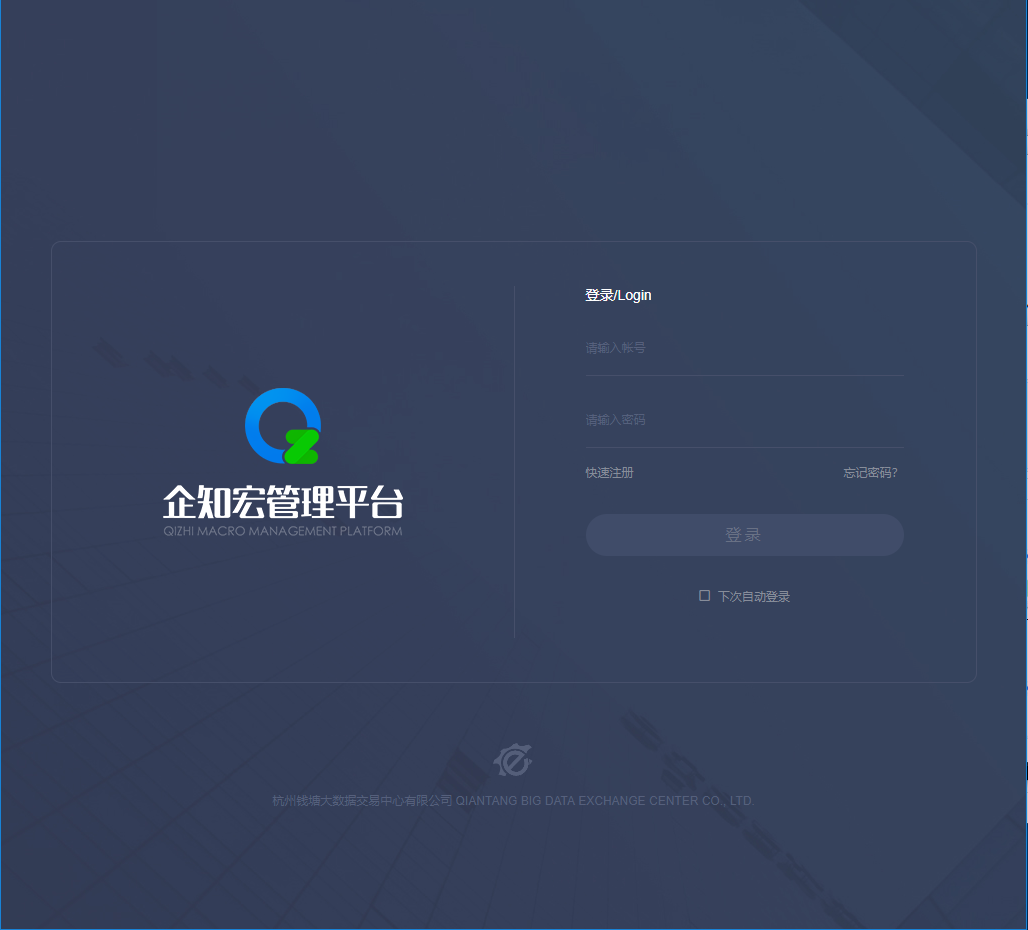 登录/Login
请输入帐号
请输入密码
快速注册
忘记密码?
登录
下次自动登录
企知宏管理平台
QIZHI MACRO MANAGEMENT PLATFORM
杭州钱塘大数据交易中心有限公司 QIANTANG BIG DATA EXCHANGE CENTER CO., LTD.